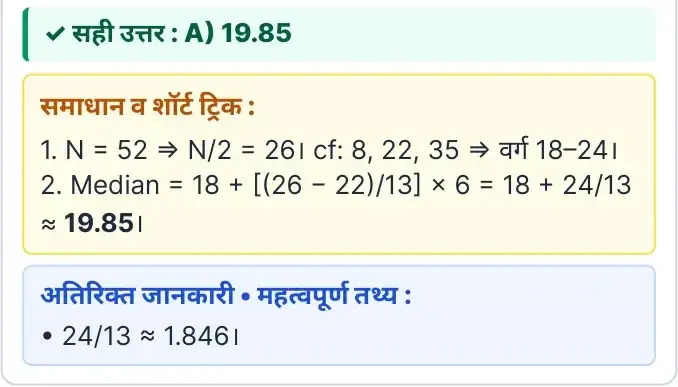 ✓ सही उत्तर : A) 19.85
समाधान व शॉर्ट ट्रिक :
1. N = 52 ⇒ N/2 = 26। cf: 8, 22, 35 ⇒ वर्ग 18–24।
2. Median = 18 + [(26 − 22)/13] × 6 = 18 + 24/13
≈ 19.85।
अतिरिक्त जानकारी • महत्वपूर्ण तथ्य :
• 24/13 ≈ 1.846।